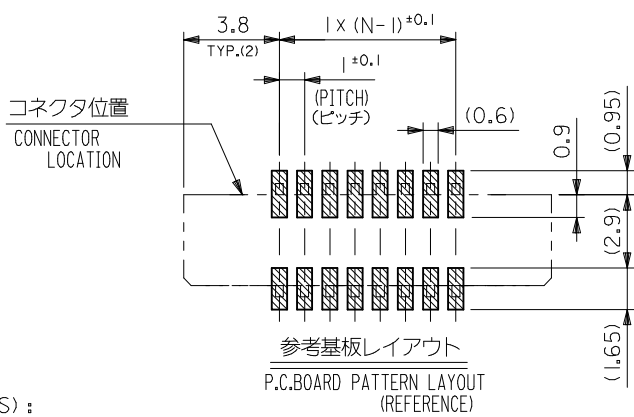 3.8
TYP.(2)
1 x (N-1)±0.1
1±0.1
(PITCH)
(ピッチ)
(0.6)
0.9
(0.95)
コネクタ位置
CONNECTOR
LOCATION
(2.9)
(1.65)
参考基板レイアウト
P.C.BOARD PATTERN LAYOUT
(REFERENCE)
S) :